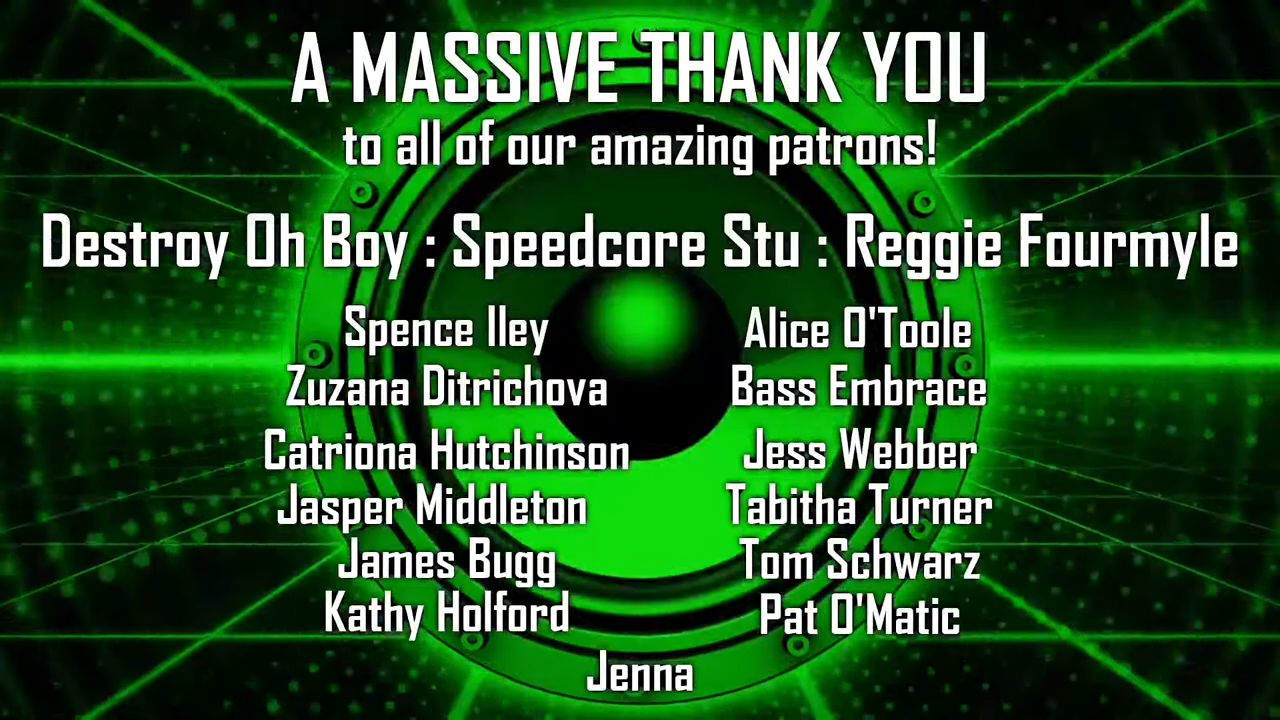 A MASSIVE THANK YOU
to all of our amazing patrons!
Destroy Oh Boy : Speedcore Stu : Reggie Fourmyle
Spence Iley
Alice O'Toole
Zuzana Ditrichova
Bass Embrace
Catriona Hutchinson
Jess Webber
Jasper Middleton
Tabitha Turner
James Bugg
Tom Schwarz
Kathy Holford
Pat O'Matic
Jenna